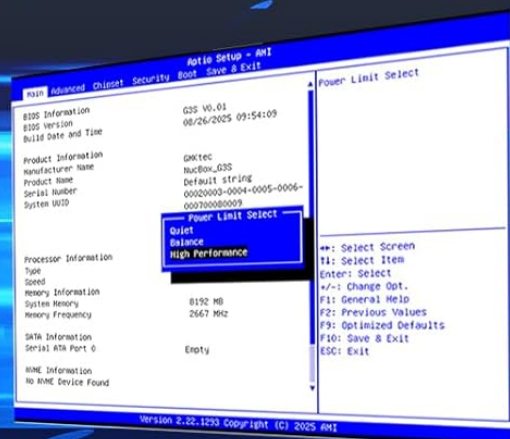 Aptio Setup - AMI
Main Advanced Chipset Security Boot Save & Exit
BIOS Information
BIOS Version G3S V0.01
Build Date and Time 08/26/2025 09:54:09
Product Information
Manufacturer Name GMKtec
Product Name NucBox_G3S
Serial Number Default string
System UUID 00020003-0004-0005-0006-
000700080009
Power Limit Select
Quiet
Balance
High Performance
Processor Information
Type
Speed
Memory Information
System Memory 8192 MB
Memory Frequency 2667 MHz
SATA Information
Serial ATA Port 0 Empty
NVME Information
No NVME Device Found
Power Limit Select
↔: Select Screen
↑↓: Select Item
Enter: Select
+/-: Change Opt.
F1: General Help
F2: Previous Values
F9: Optimized Defaults
F10: Save & Exit
ESC: Exit
Version 2.22.1293 Copyright (C) 2025 AMI